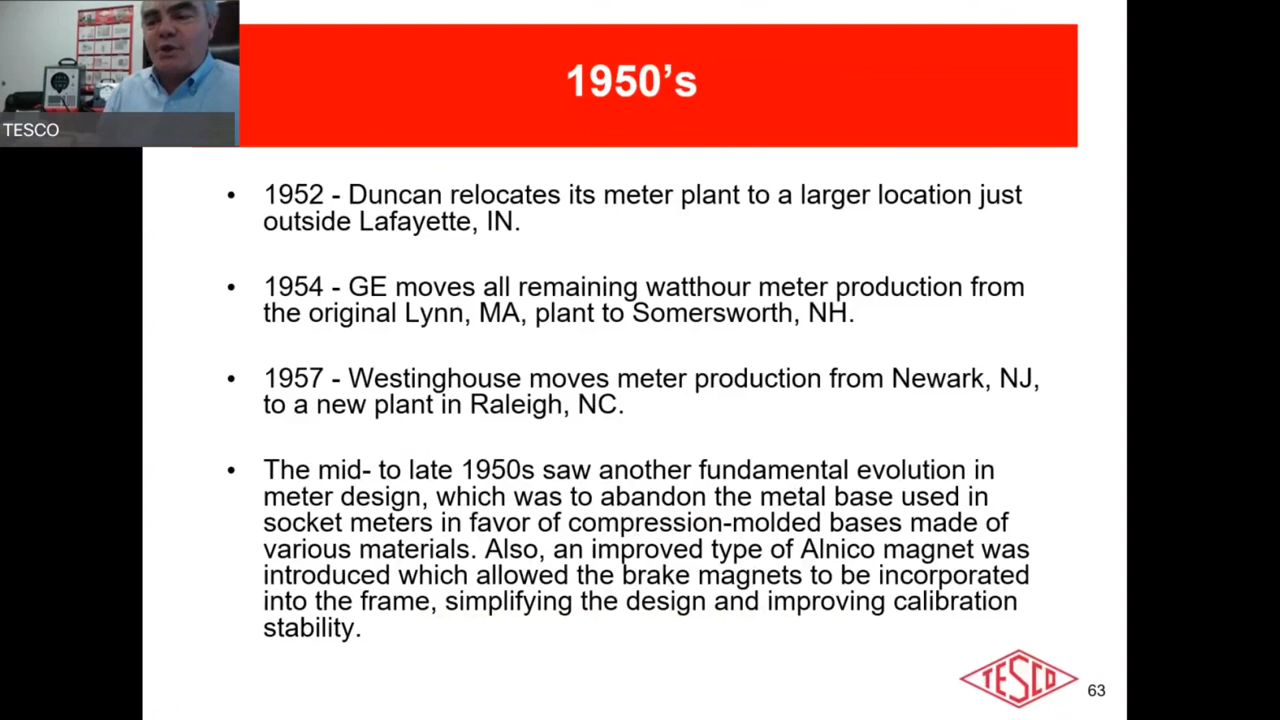 1950’s
TESCO
• 1952 - Duncan relocates its meter plant to a larger location just
outside Lafayette, IN.
• 1954 - GE moves all remaining watthour meter production from
the original Lynn, MA, plant to Somersworth, NH.
• 1957 - Westinghouse moves meter production from Newark, NJ,
to a new plant in Raleigh, NC.
• The mid- to late 1950s saw another fundamental evolution in
meter design, which was to abandon the metal base used in
socket meters in favor of compression-molded bases made of
various materials. Also, an improved type of Alnico magnet was
introduced which allowed the brake magnets to be incorporated
into the frame, simplifying the design and improving calibration
stability.
TESCO
63